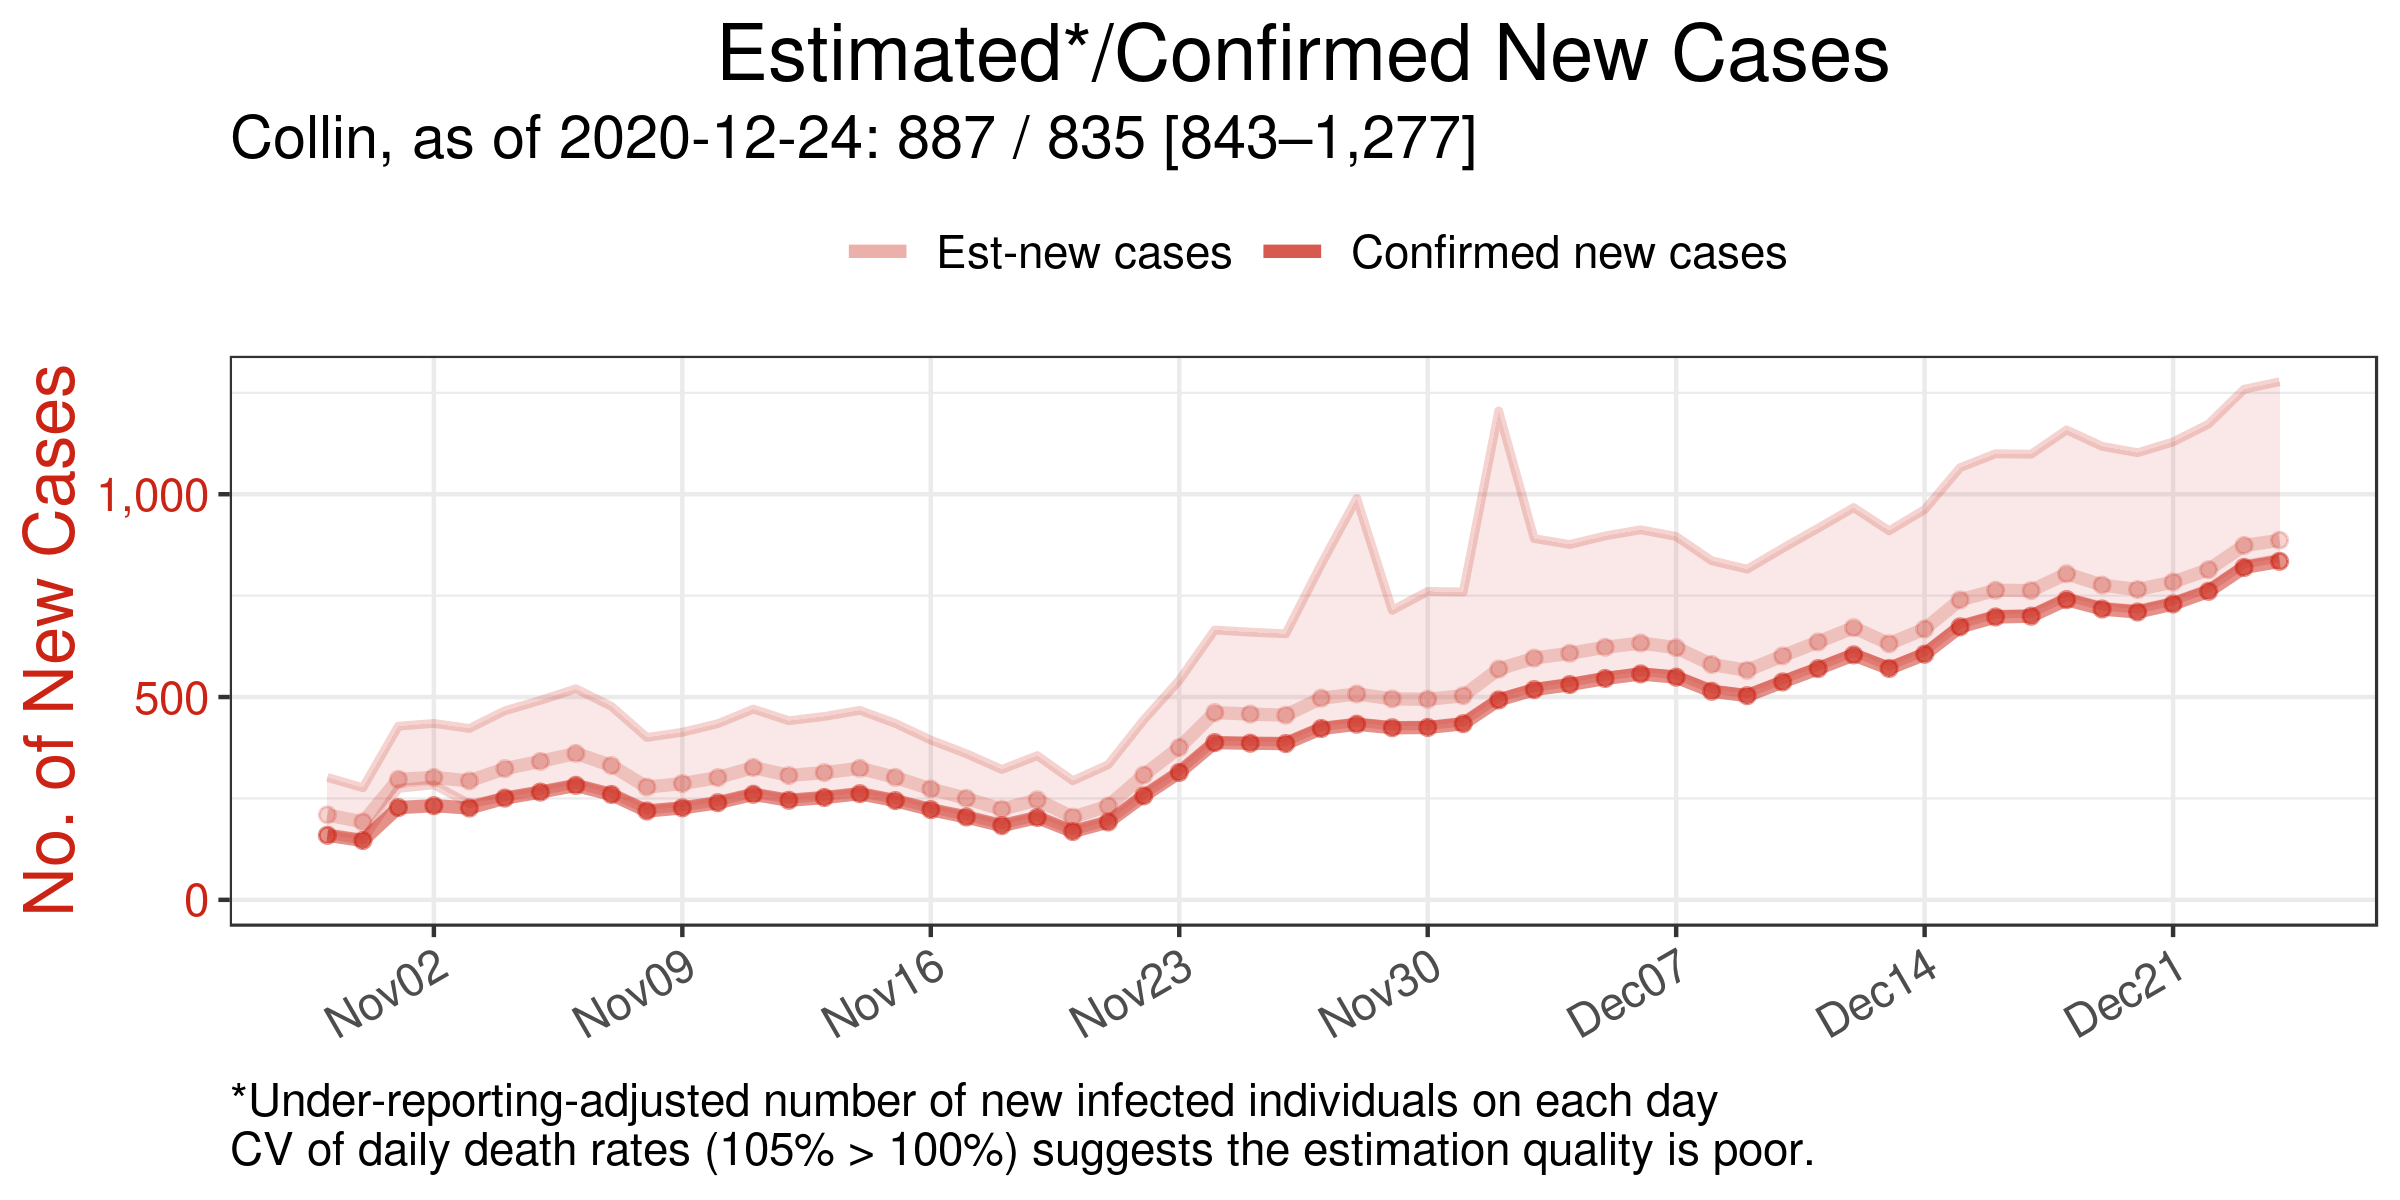 Estimated*/Confirmed New Cases
Collin, as of 2020-12-24: 887 / 835 [843–1,277]
Est-new cases
Confirmed new cases
No. of New Cases
1,000
500
0
Nov02
Nov09
Nov16
Nov23
Nov30
Dec07
Dec14
Dec21
*Under-reporting-adjusted number of new infected individuals on each day
CV of daily death rates (105% > 100%) suggests the estimation quality is poor.